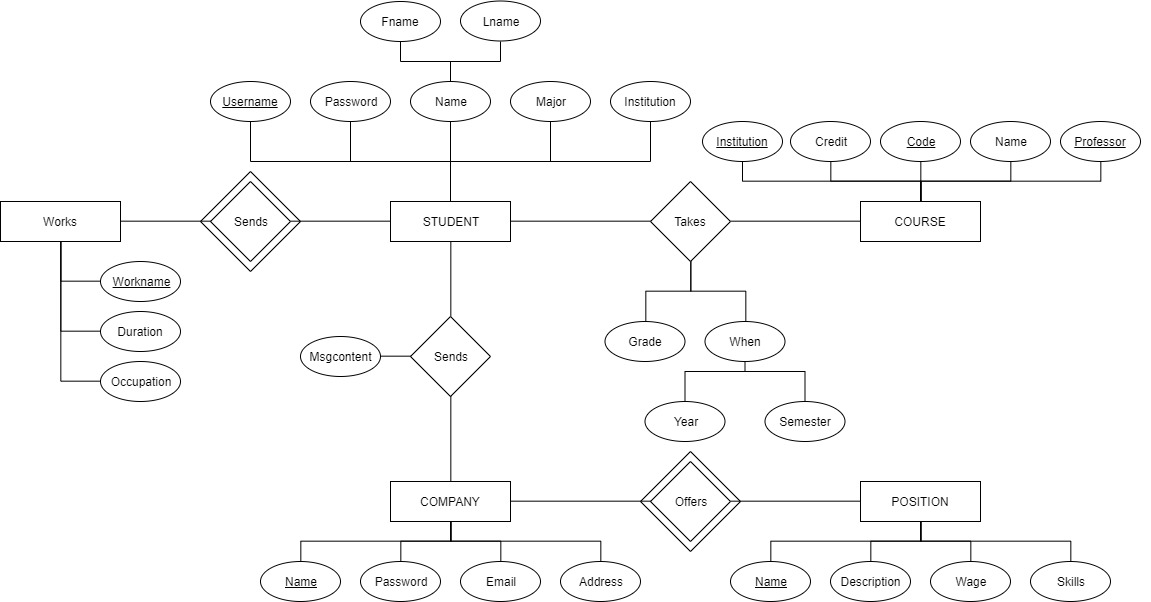 Fname
Lname
Username
Password
Name
Major
Institution
Institution
Credit
Code
Name
Professor
Works
Sends
STUDENT
Takes
COURSE
Workname
Duration
Occupation
Msgcontent
Sends
Grade
When
Year
Semester
COMPANY
Offers
POSITION
Name
Password
Email
Address
Name
Description
Wage
Skills